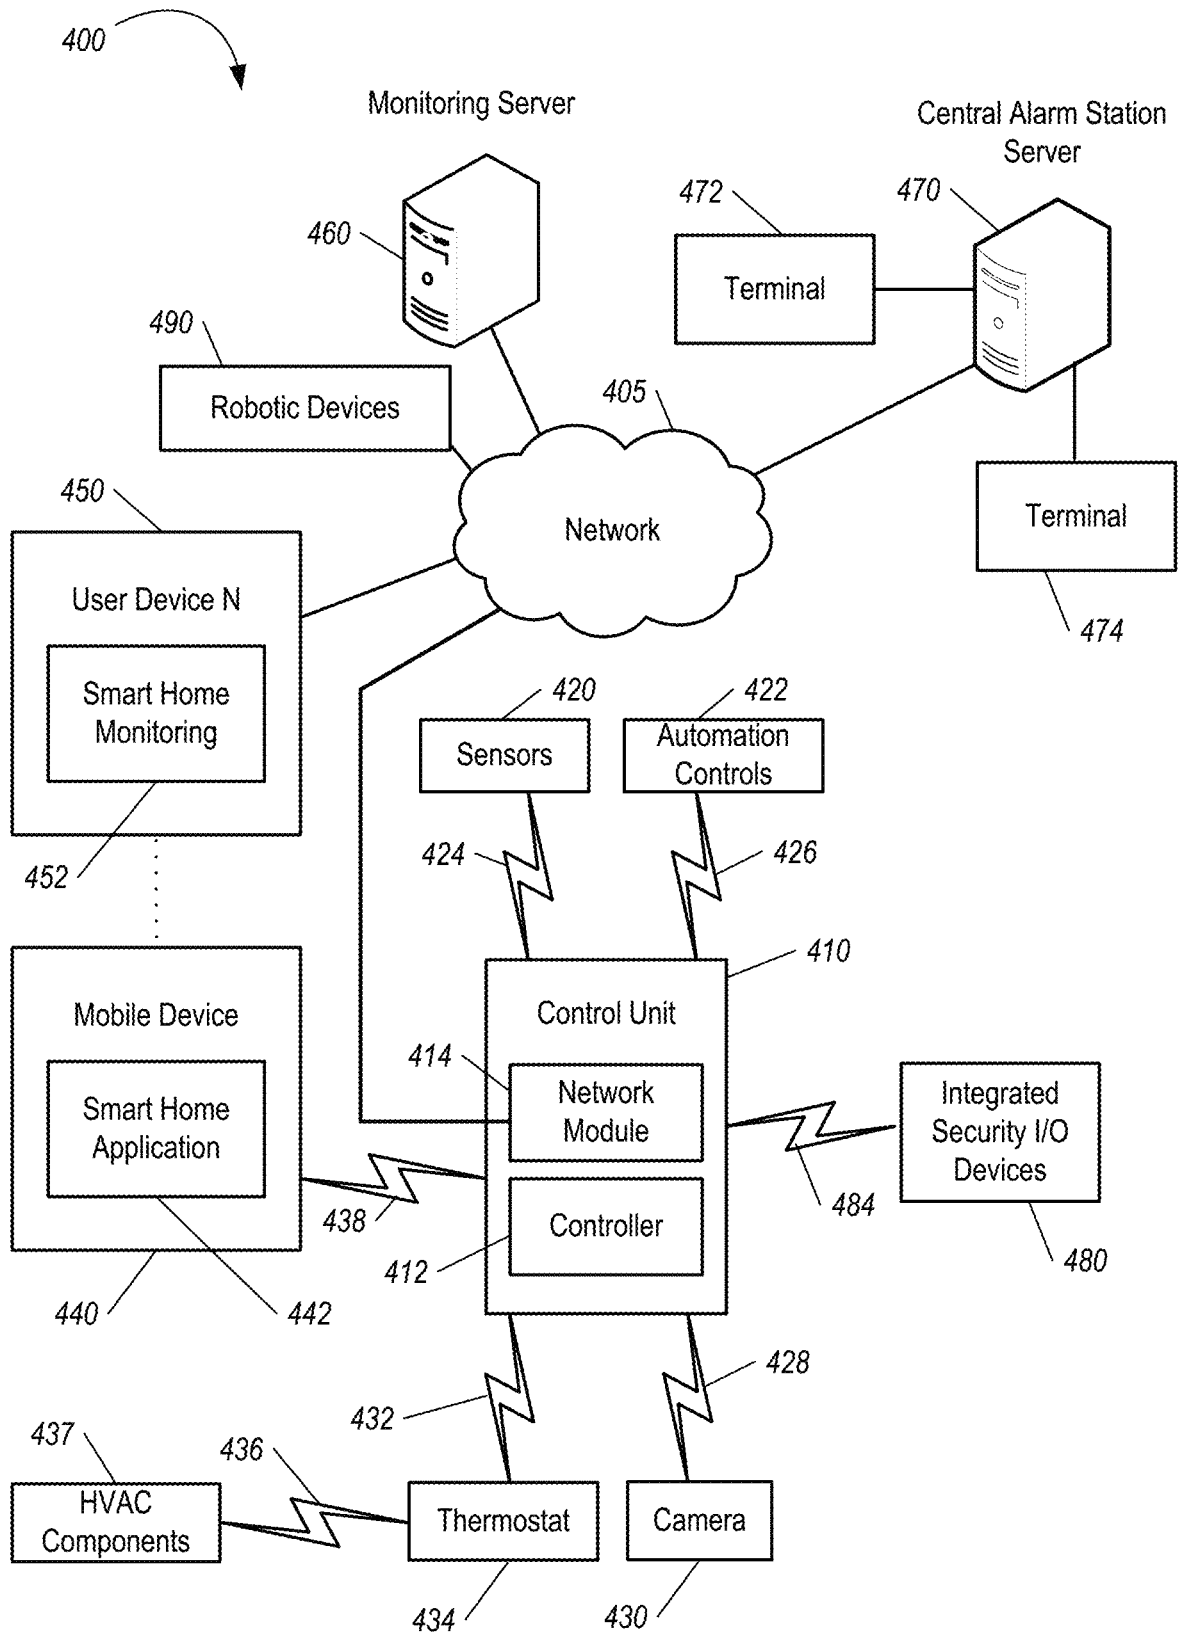 400
Monitoring Server
Central Alarm Station
Server
472
470
460
Terminal
490
405
Robotic Devices
450
Network
Terminal
User Device N
474
420
422
Smart Home
Monitoring
Sensors
Automation
Controls
424
426
452
410
Mobile Device
Control Unit
414
Smart Home
Application
Network
Module
Integrated
Security I/O
Devices
438
484
Controller
412
480
440
442
428
432
437
436
HVAC
Components
Thermostat
Camera
434
430